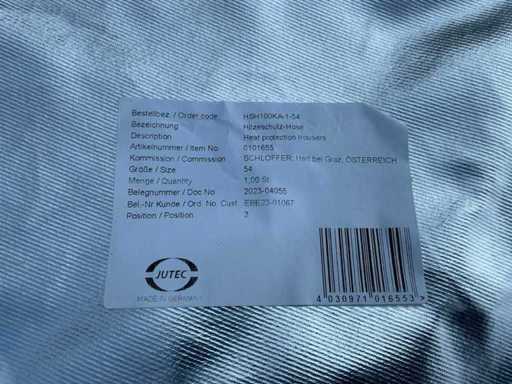 Bestellbez. / Order code HSH100KA-1-54
Bezeichnung Hitzeschutz-Hose
Description Heat protection trousers
Artikelnummer / Item No 0101655
Kommission / Commission SCHLOFFER, Hart bei Graz, ÖSTERREICH
Größe / Size 54
Menge / Quantity 1,00 St
Belegnummer / Doc No 2023-04055
Bel.-Nr Kunde / Ord. No. Cust. EBE23-01067
Position / Position 3
JUTEC
MADE IN GERMANY
4 030971 016553 >